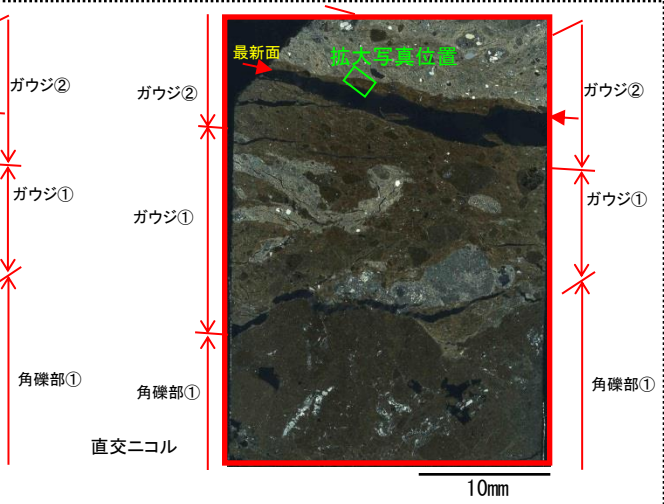 最新面
拡大写真位置
ガウジ②
ガウジ②
ガウジ②
ガウジ①
ガウジ①
ガウジ①
角礫部①
角礫部①
角礫部①
直交ニコル
10mm